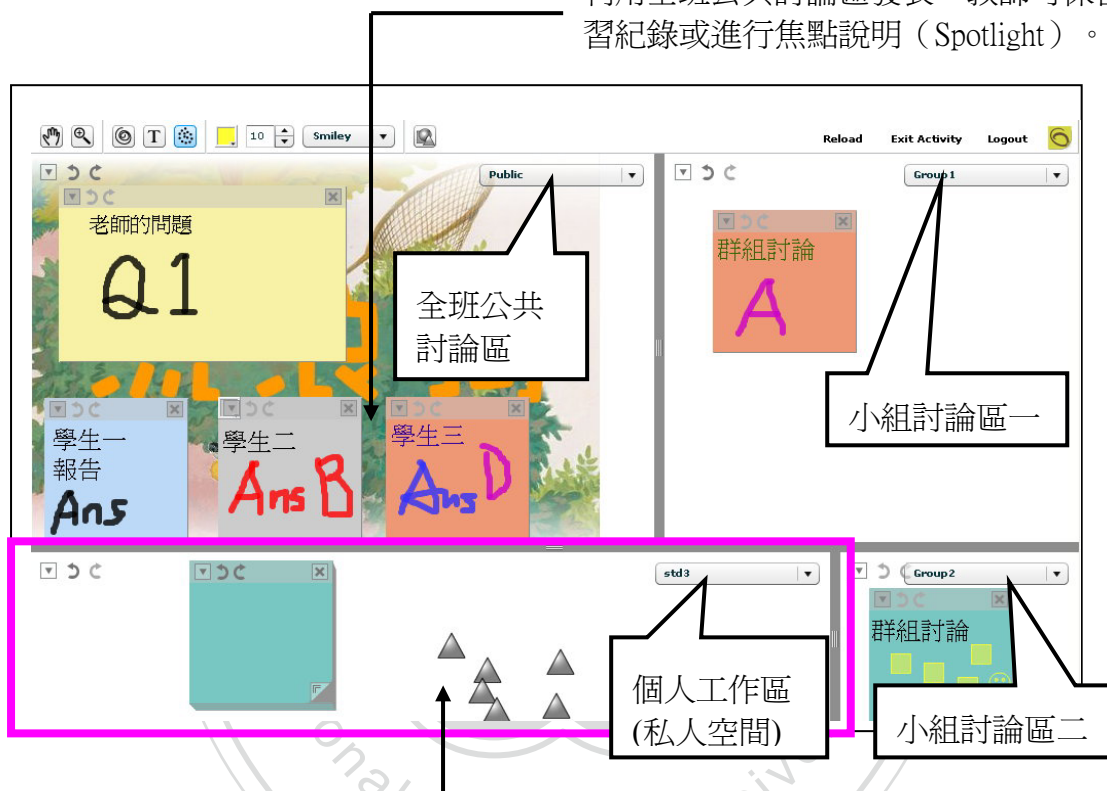 習紀錄或進行焦點說明（Spotlight）。
10
Smiley
Reload
Exit Activity
Logout
Public
老師的問題
Q1
全班公共
討論區
Group1
群組討論
A
小組討論區一
學生一
報告
Ans
學生二
Ans B
學生三
Ans D
std3
個人工作區
(私人空間)
Group2
群組討論
小組討論區二